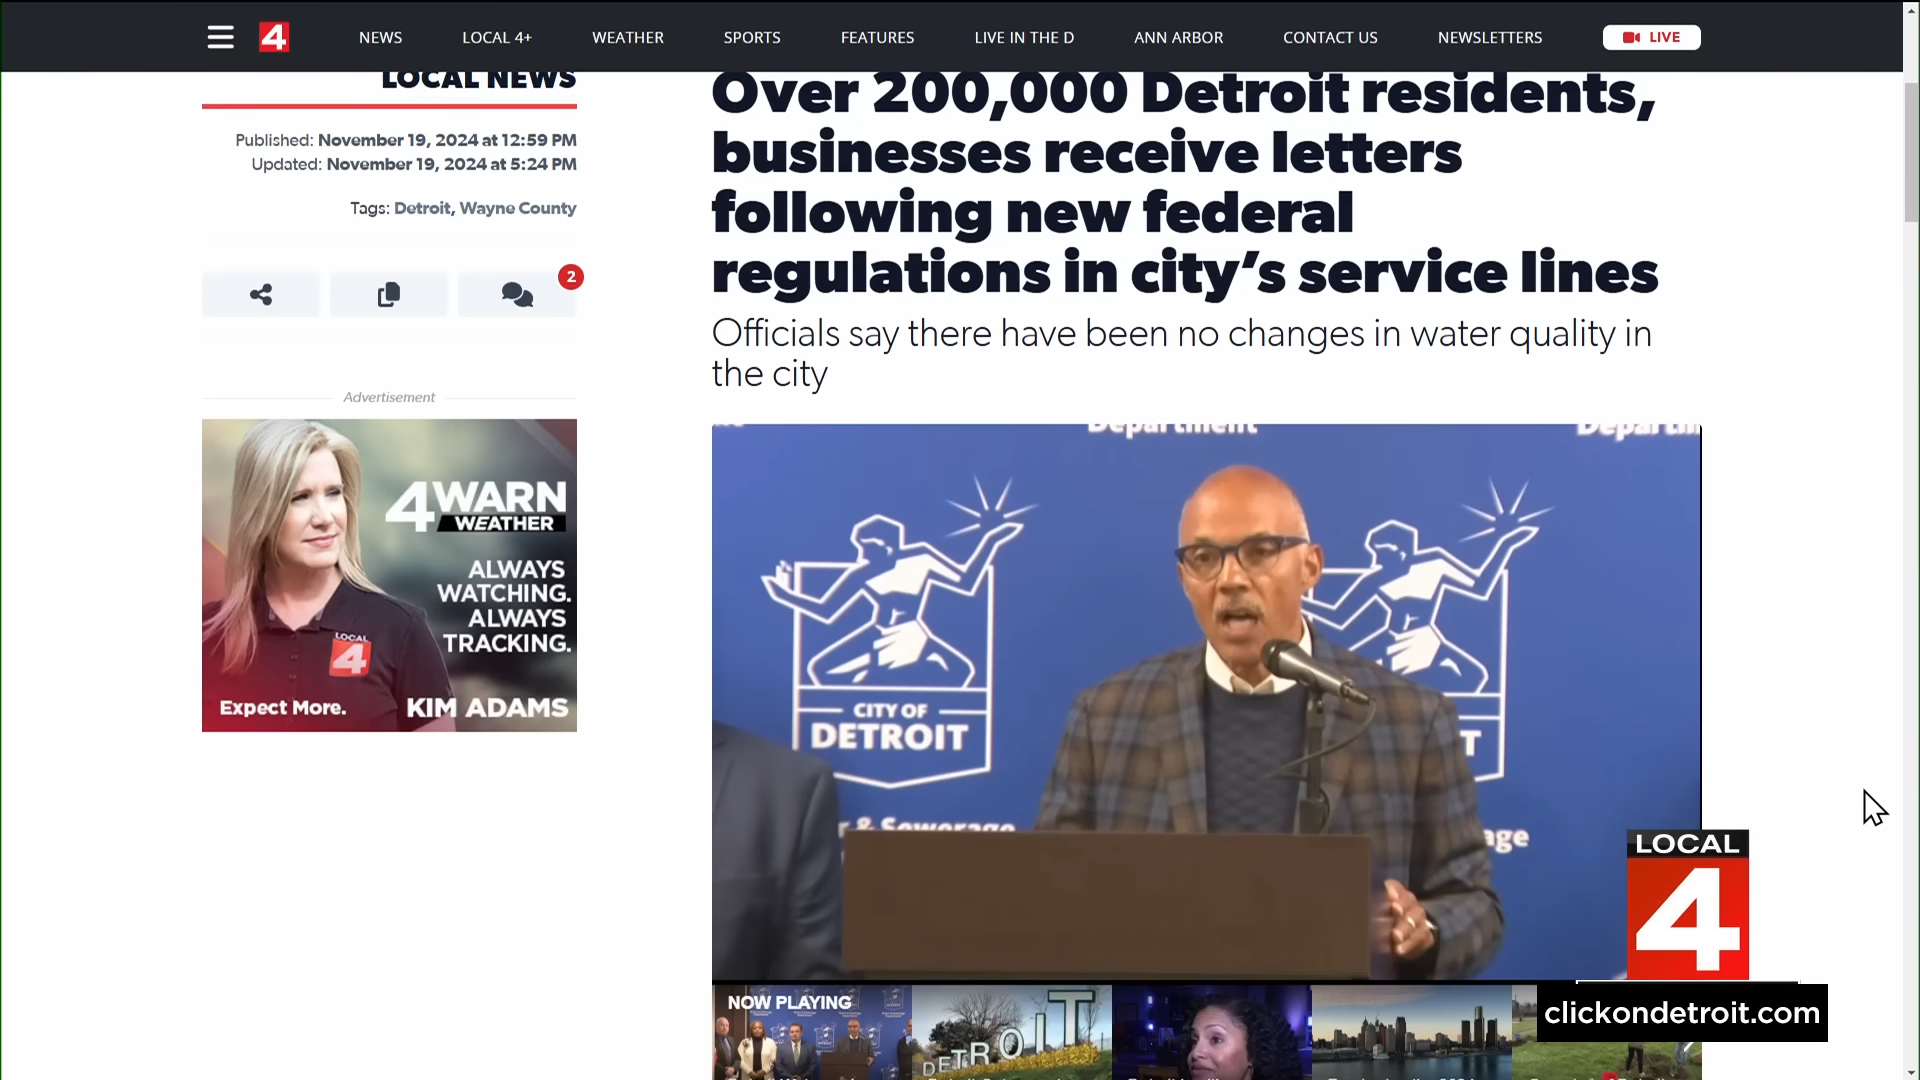 4
NEWS
LOCAL 4+
WEATHER
SPORTS
FEATURES
LIVE IN THE D
ANN ARBOR
CONTACT US
NEWSLETTERS
LIVE
LOCAL NEWS
Published: November 19, 2024 at 12:59 PM
Updated: November 19, 2024 at 5:24 PM
Tags: Detroit, Wayne County
2
Advertisement
4WARN
WEATHER
ALWAYS
WATCHING.
ALWAYS
TRACKING.
LOCAL
4
Expect More.
KIM ADAMS
Over 200,000 Detroit residents,
businesses receive letters
following new federal
regulations in city’s service lines
Officials say there have been no changes in water quality in
the city
Department
CITY OF
DETROIT
& Sewerage
NOW PLAYING
DETROIT
LOCAL
4
clickondetroit.com